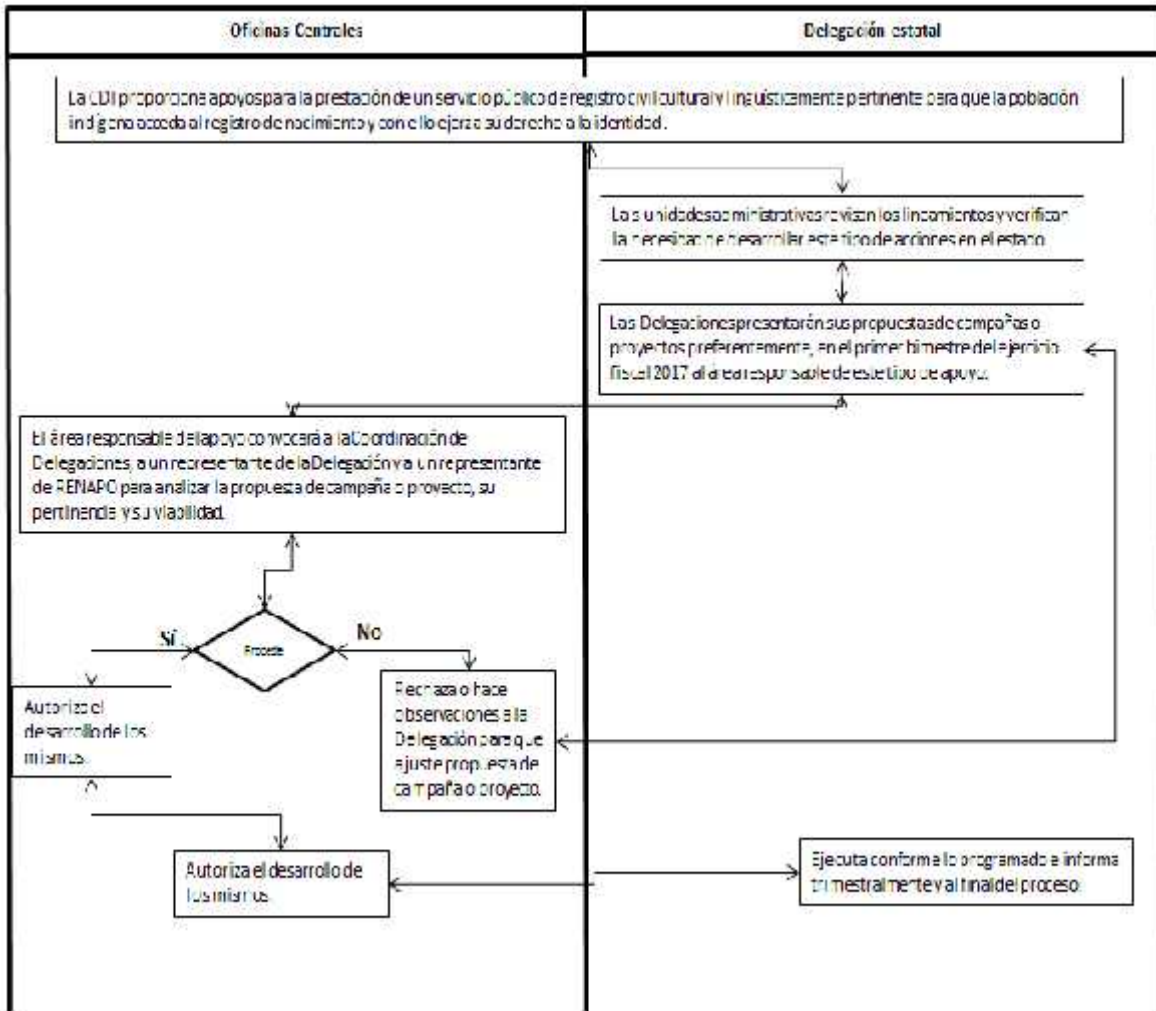 Oficinas Centrales
Delegación estatal
La CDI proporciona apoyos para la prestación de un servicio público de registro civil cultural y lingüísticamente pertinente para que la población
indígena acceda al registro de nacimiento y con ello ejerza su derecho a la identidad.
Las unidades administrativas revisan los lineamientos y verifican
la necesidad de desarrollar este tipo de acciones en el estado.
Las Delegaciones presentarán sus propuestas de campañas o
proyectos preferentemente, en el primer bimestre del ejercicio
fiscal 2017 al área responsable de este tipo de apoyo.
El área responsable del apoyo convocará a la Coordinación de
Delegaciones, a un representante de la Delegación y a un representante
de RENAPO para analizar la propuesta de campaña o proyecto, su
pertinencia y su viabilidad.
Sí
Procede
No
Autoriza el
desarrollo de los
mismos.
Rechaza o hace
observaciones a la
Delegación para que
ajuste propuesta de
campaña o proyecto.
Autoriza el desarrollo de
los mismos.
Ejecuta conforme lo programado e informa
trimestralmente y al final del proceso.